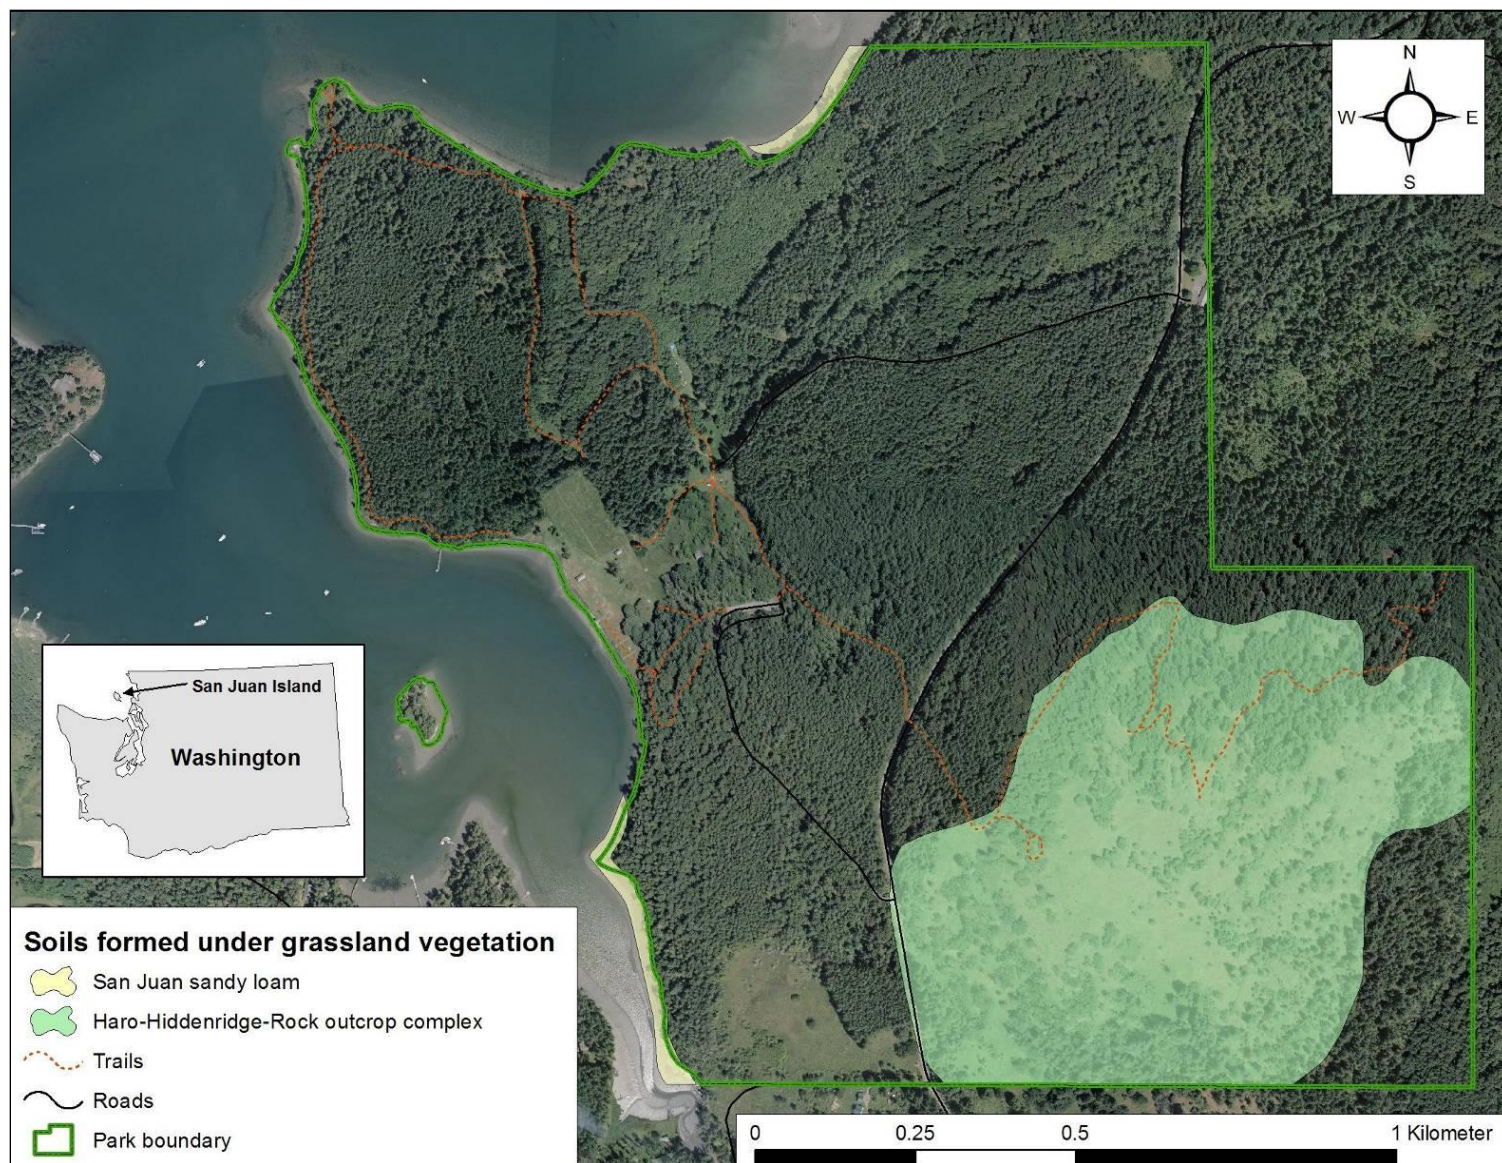 N
W E
S
San Juan Island
Washington
Soils formed under grassland vegetation
San Juan sandy loam
Haro-Hiddenridge-Rock outcrop complex
Trails
Roads
Park boundary
0 0.25 0.5 1 Kilometer